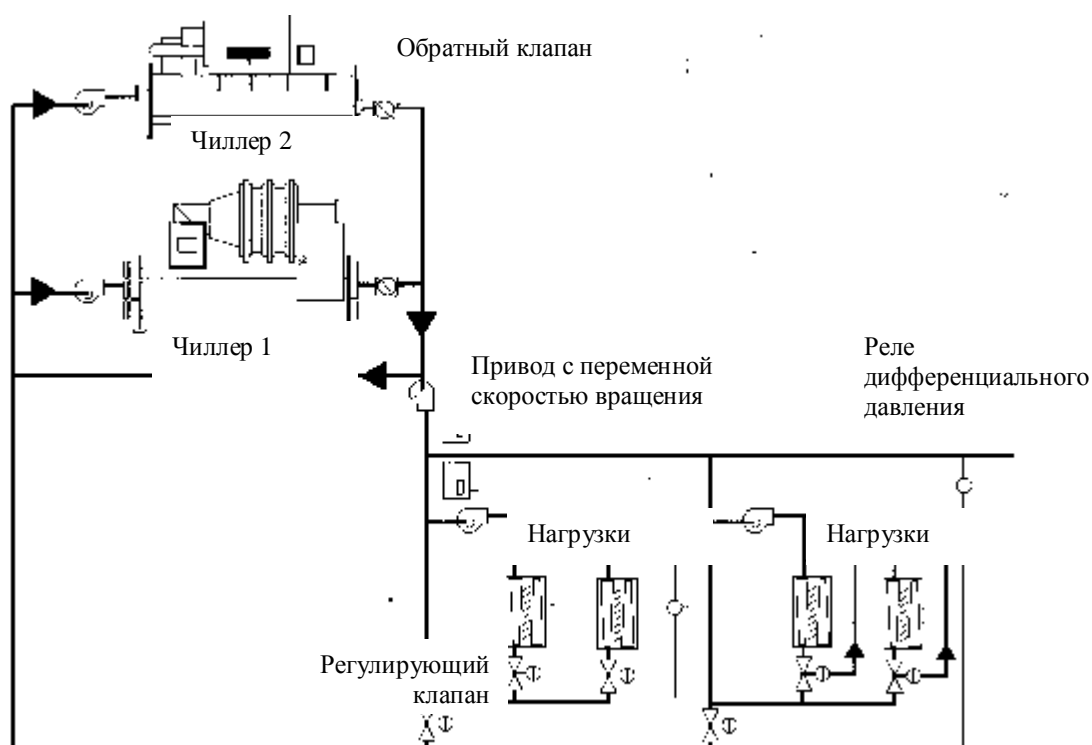 Обратный клапан
Чиллер 2
Чиллер 1
Привод с переменной
скоростью вращения
Реле
дифференциального
давления
Нагрузки
Нагрузки
Регулирующий
клапан